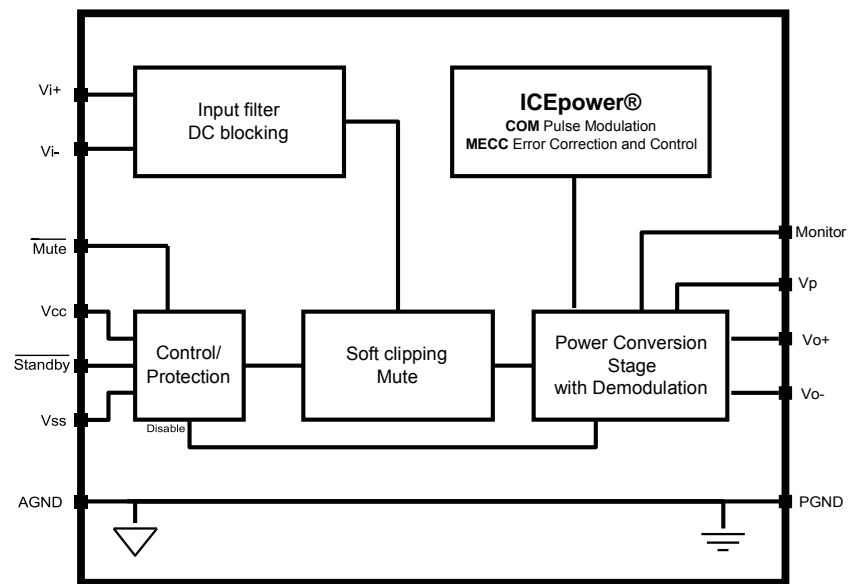 Vi+
Vi-
Mute
Vcc
Standby
Vss
AGND
Input filter
DC blocking
ICEpower®
COM Pulse Modulation
MECC Error Correction and Control
Control/
Protection
Disable
Soft clipping
Mute
Power Conversion
Stage
with Demodulation
Monitor
Vp
Vo+
Vo-
PGND